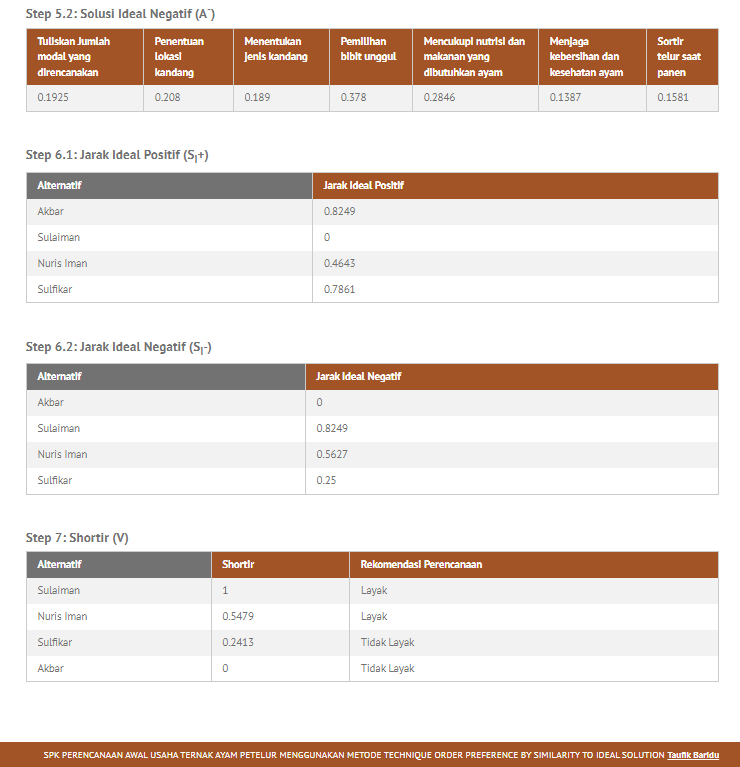 Step 5.2: Solusi Ideal Negatif (A-)
Tuliskan Jumlah modal yang direncanakan Penentuan lokasi kandang Menentukan jenis kandang Pemilihan bibit unggul Mencukupi nutrisi dan makanan yang dibutuhkan ayam Menjaga kebersihan dan kesehatan ayam Sortir telur saat panen
0.1925 0.208 0.189 0.378 0.2846 0.1387 0.1581
Step 6.1: Jarak Ideal Positif (Si+)
Alternatif Jarak Ideal Positif
Akbar 0.8249
Sulaiman 0
Nuris Iman 0.4643
Sulfikar 0.7861
Step 6.2: Jarak Ideal Negatif (Si-)
Alternatif Jarak Ideal Negatif
Akbar 0
Sulaiman 0.8249
Nuris Iman 0.5627
Sulfikar 0.25
Step 7: Shortir (V)
Alternatif Shortir Rekomendasi Perencanaan
Sulaiman 1 Layak
Nuris Iman 0.5479 Layak
Sulfikar 0.2413 Tidak Layak
Akbar 0 Tidak Layak
SPK PERENCANAAN AWAL USAHA TERNAK AYAM PETELUR MENGGUNAKAN METODE TECHNIQUE ORDER PREFERENCE BY SIMILARITY TO IDEAL SOLUTION Taufik Baridu